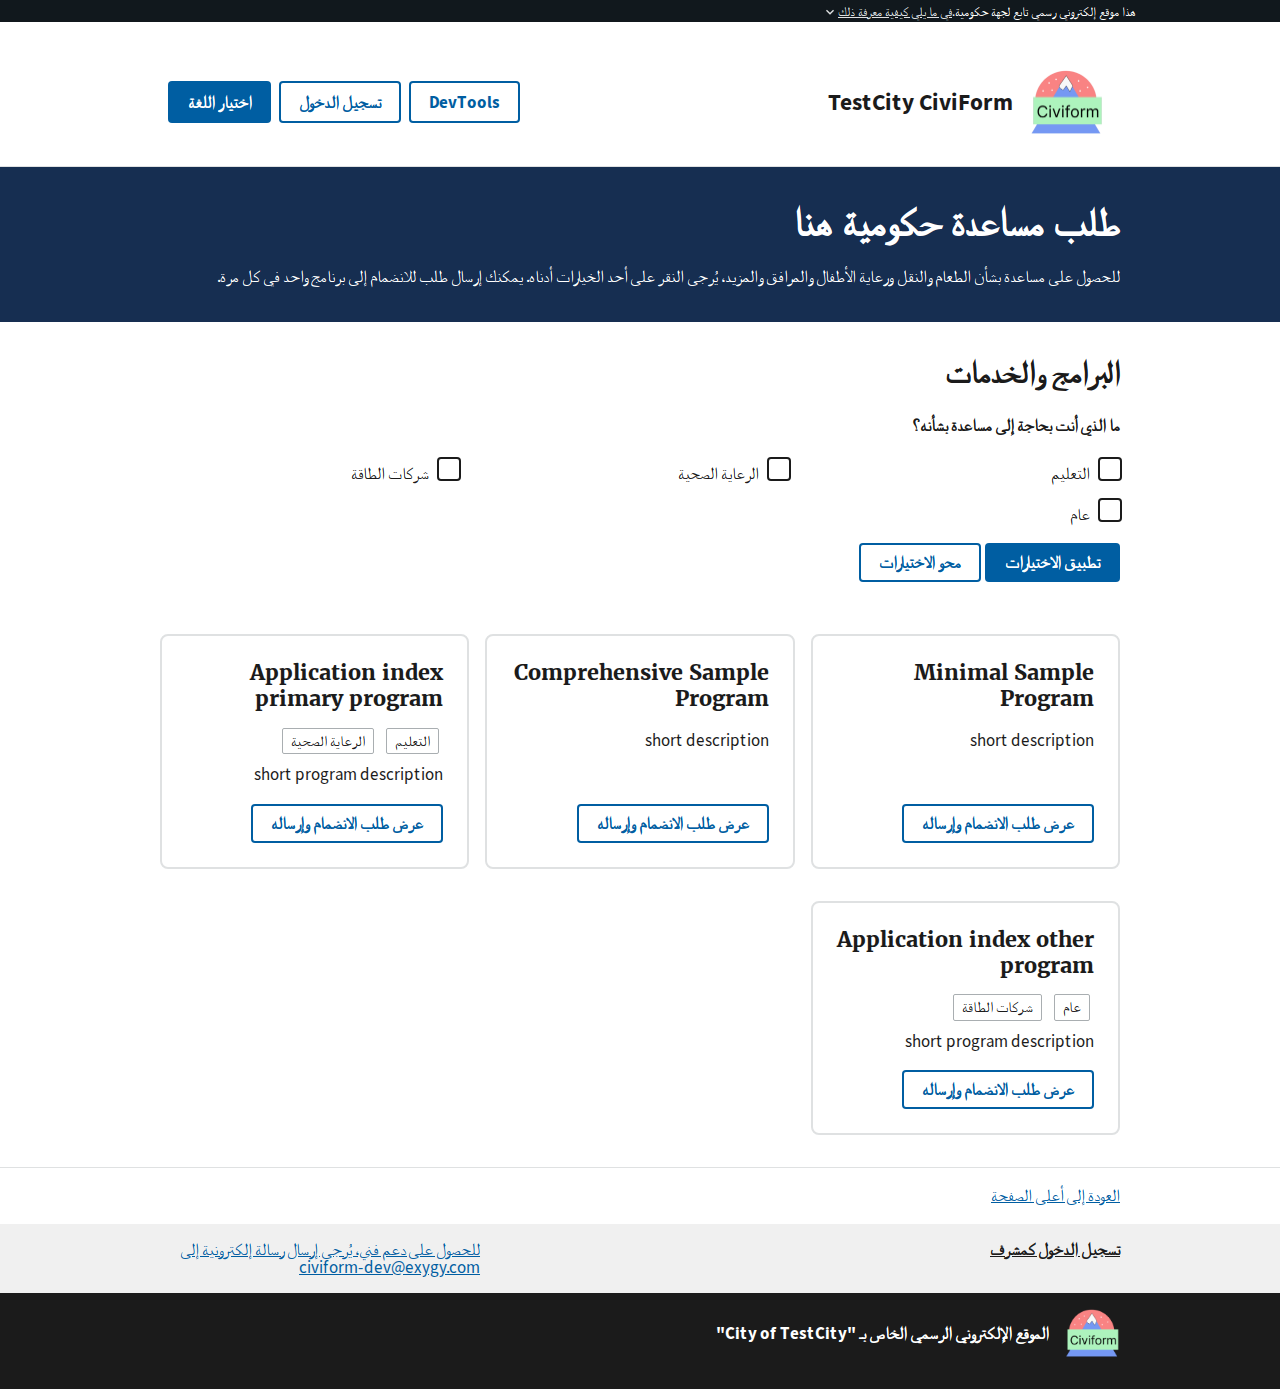 هذا موقع إلكتروني رسمي تابع لجهة حكومية.في ما يلي كيفية معرفة ذلك
Civiform
TestCity CiviForm
DevTools
تسجيل الدخول
اختيار اللغة
طلب مساعدة حكومية هنا
للحصول على مساعدة بشأن الطعام والنقل ورعاية الأطفال والمرافق والمزيد، يُرجى النقر على أحد الخيارات أدناه. يمكنك إرسال طلب للانضمام إلى برنامج واحد في كل مرة.
البرامج والخدمات
ما الذي أنت بحاجة إلى مساعدة بشأنه؟
التعليم
الرعاية الصحية
شركات الطاقة
عام
تطبيق الاختيارات
محو الاختيارات
Minimal Sample
Program
short description
عرض طلب الانضمام وإرساله
Comprehensive Sample
Program
short description
عرض طلب الانضمام وإرساله
Application index
primary program
التعليم
الرعاية الصحية
short program description
عرض طلب الانضمام وإرساله
Application index other
program
عام
شركات الطاقة
short program description
عرض طلب الانضمام وإرساله
العودة إلى أعلى الصفحة
تسجيل الدخول كمشرف
للحصول على دعم فني، يُرجى إرسال رسالة إلكترونية إلى
civiform-dev@exygy.com
Civiform
الموقع الإلكتروني الرسمي الخاص بـ "City of TestCity"